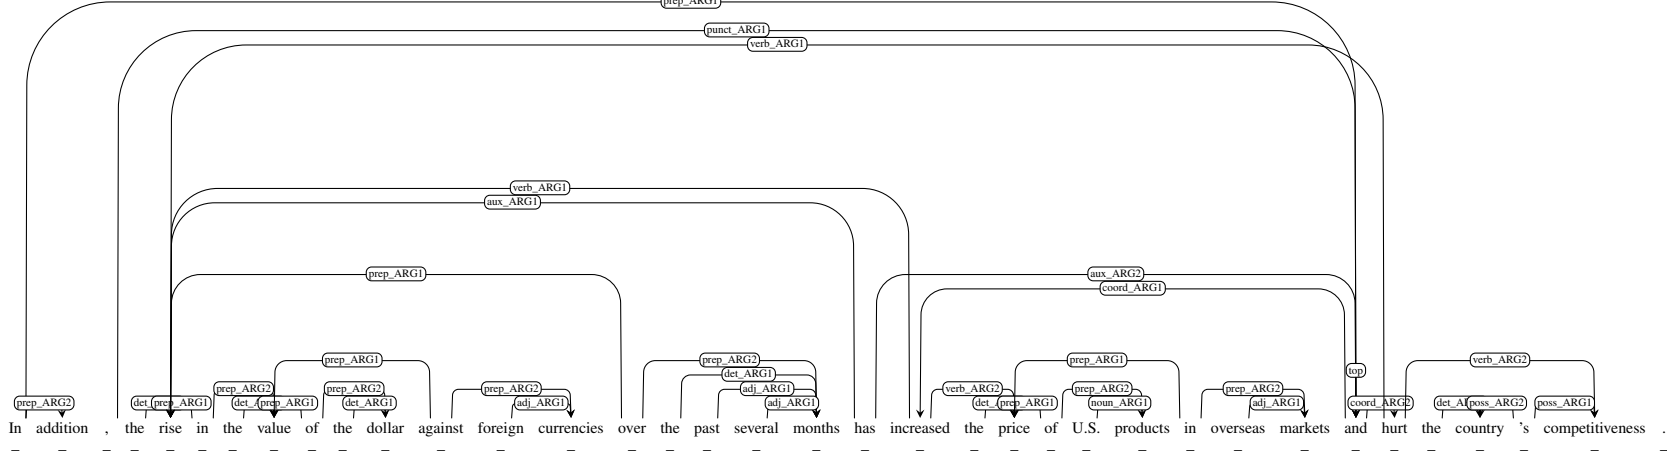 prep_ARG1
punct_ARG1
verb_ARG1
verb_ARG1
aux_ARG1
prep_ARG1 aux_ARG2
coord_ARG1
prep_ARG1 prep_ARG2 prep_ARG1 verb_ARG2
det_ARG1 top
prep_ARG2 prep_ARG2 prep_ARG2 adj_ARG1 verb_ARG2 prep_ARG2 prep_ARG2
prep_ARG2 prep_ARG1 prep_ARG1 det_ARG1 adj_ARG1 adj_ARG1 prep_ARG1 noun_ARG1 adj_ARG1 coord_ARG2 poss_ARG2 poss_ARG1
In addition , the rise in the value of the dollar against foreign currencies over the past several months has increased the price of U.S. products in overseas markets and hurt the country 's competitiveness .
_ _ _ _ _ _ _ _ _ _ _ _ _ _ _ _ _ _ _ _ _ _ _ _ _ _ _ _ _ _ _ _ _ _ _ _ _